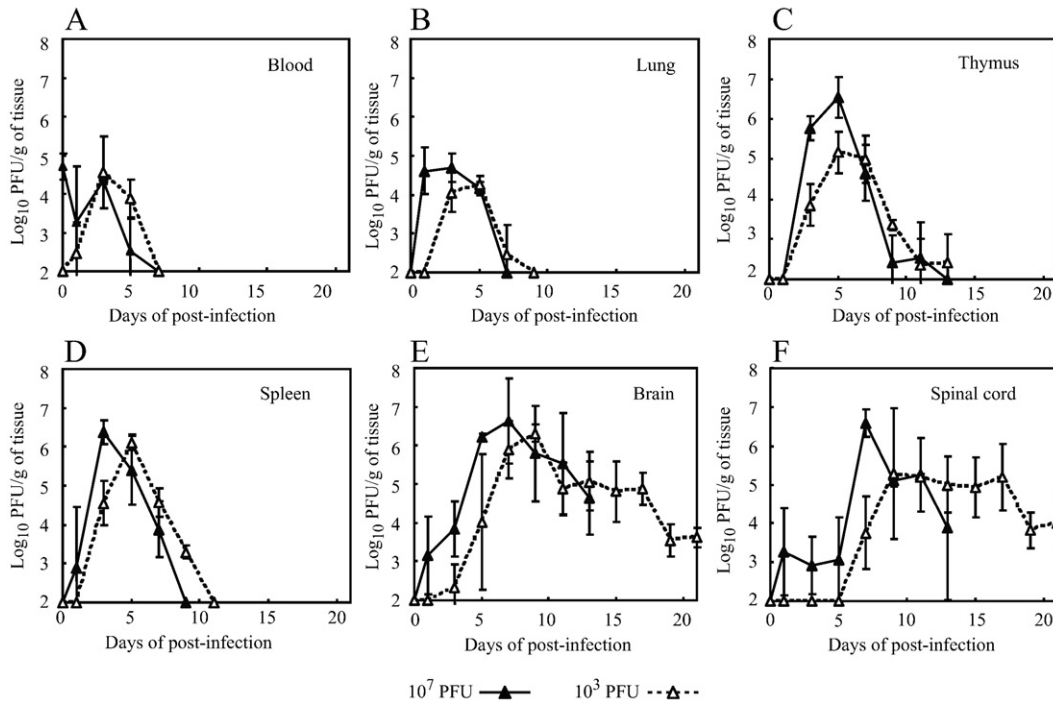 A
Blood
Log₁₀ PFU/g of tissue
8
7
6
5
4
3
2
0 5 10 15 20
Days of post-infection
B
Lung
Log₁₀ PFU/g of tissue
8
7
6
5
4
3
2
0 5 10 15 20
Days of post-infection
C
Thymus
Log₁₀ PFU/g of tissue
8
7
6
5
4
3
2
0 5 10 15 20
Days of post-infection
D
Spleen
Log₁₀ PFU/g of tissue
8
7
6
5
4
3
2
0 5 10 15 20
Days of post-infection
E
Brain
Log₁₀ PFU/g of tissue
8
7
6
5
4
3
2
0 5 10 15 20
Days of post-infection
F
Spinal cord
Log₁₀ PFU/g of tissue
8
7
6
5
4
3
2
0 5 10 15 20
Days of post-infection
10⁷ PFU 10³ PFU